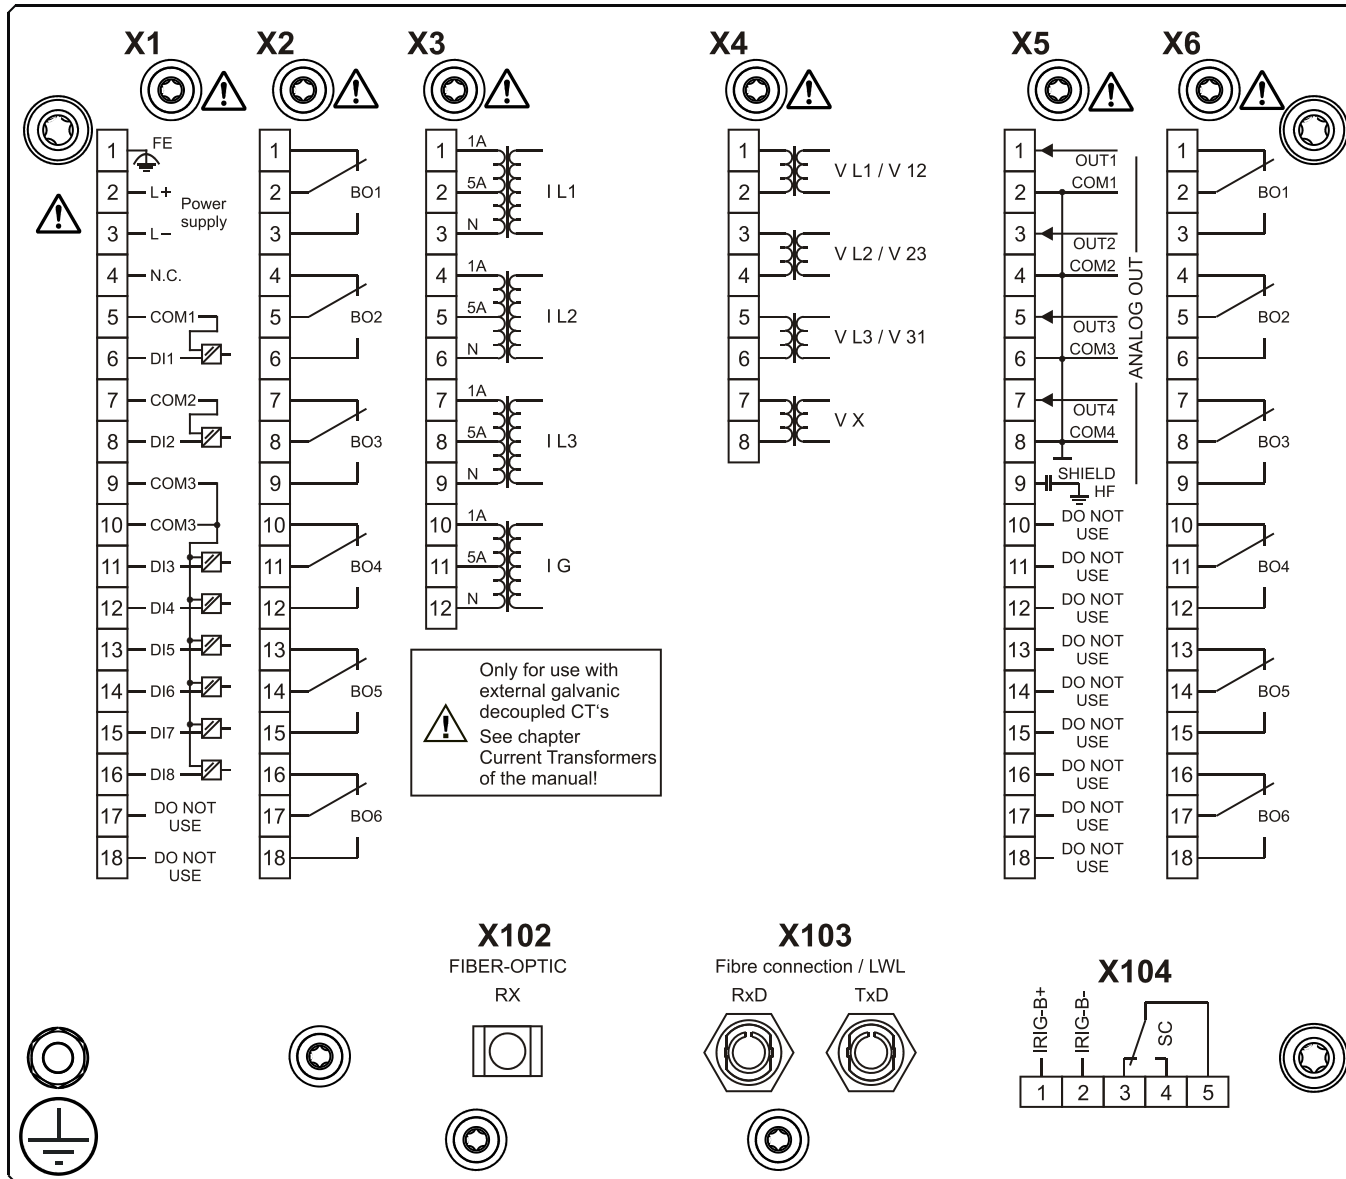 X1 X2 X3 X4 X5 X6
1 FE
2 L+
3 L−
Power
supply
4 N.C.
5 COM1
6 DI1
7 COM2
8 DI2
9 COM3
10 COM3
11 DI3
12 DI4
13 DI5
14 DI6
15 DI7
16 DI8
17 DO NOT
USE
18 DO NOT
USE
1
2 BO1
3
4
5 BO2
6
7
8 BO3
9
10
11 BO4
12
13
14 BO5
15
16
17 BO6
18
1 1A
2 5A I L1
3 N
4 1A
5 5A I L2
6 N
7 1A
8 5A I L3
9 N
10 1A
11 5A I G
12 N
Only for use with
external galvanic
decoupled CT‘s
See chapter
Current Transformers
of the manual!
1
V L1 / V 12
2
3
V L2 / V 23
4
5
V L3 / V 31
6
7
V X
8
1 OUT1
2 COM1
3 OUT2
4 COM2
5 OUT3
6 COM3
7 OUT4
8 COM4
9 SHIELD
HF
ANALOG OUT
10 DO NOT
USE
11 DO NOT
USE
12 DO NOT
USE
13 DO NOT
USE
14 DO NOT
USE
15 DO NOT
USE
16 DO NOT
USE
17 DO NOT
USE
18 DO NOT
USE
1
2 BO1
3
4
5 BO2
6
7
8 BO3
9
10
11 BO4
12
13
14 BO5
15
16
17 BO6
18
X102
FIBER-OPTIC
RX
X103
Fibre connection / LWL
RxD TxD
X104
IRIG-B+
IRIG-B-
SC
1 2 3 4 5